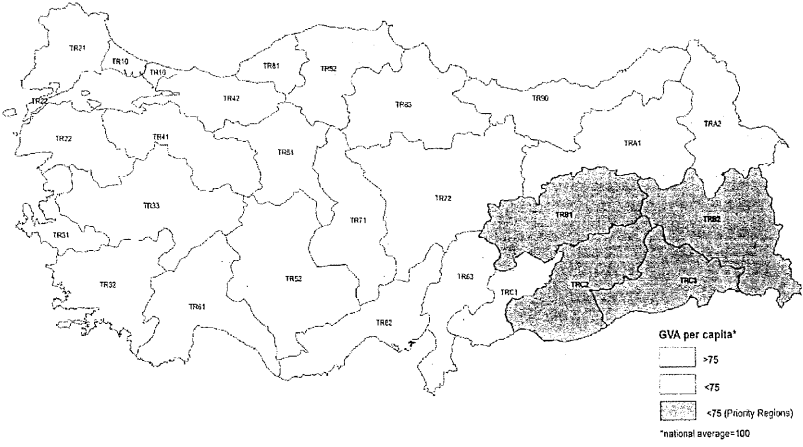 TR21
TR10
TR10
TR81
TR82
TR42
TR83
TR90
TRA2
TR22
TR22
TR41
TR51
TRA1
TR33
TR71
TR72
TRB1
TRB2
TR31
TR32
TR61
TR52
TR62
TR63
TRC1
TRC2
TRC3
GVA per capita*
>75
<75
<75 (Priority Regions)
*national average=100